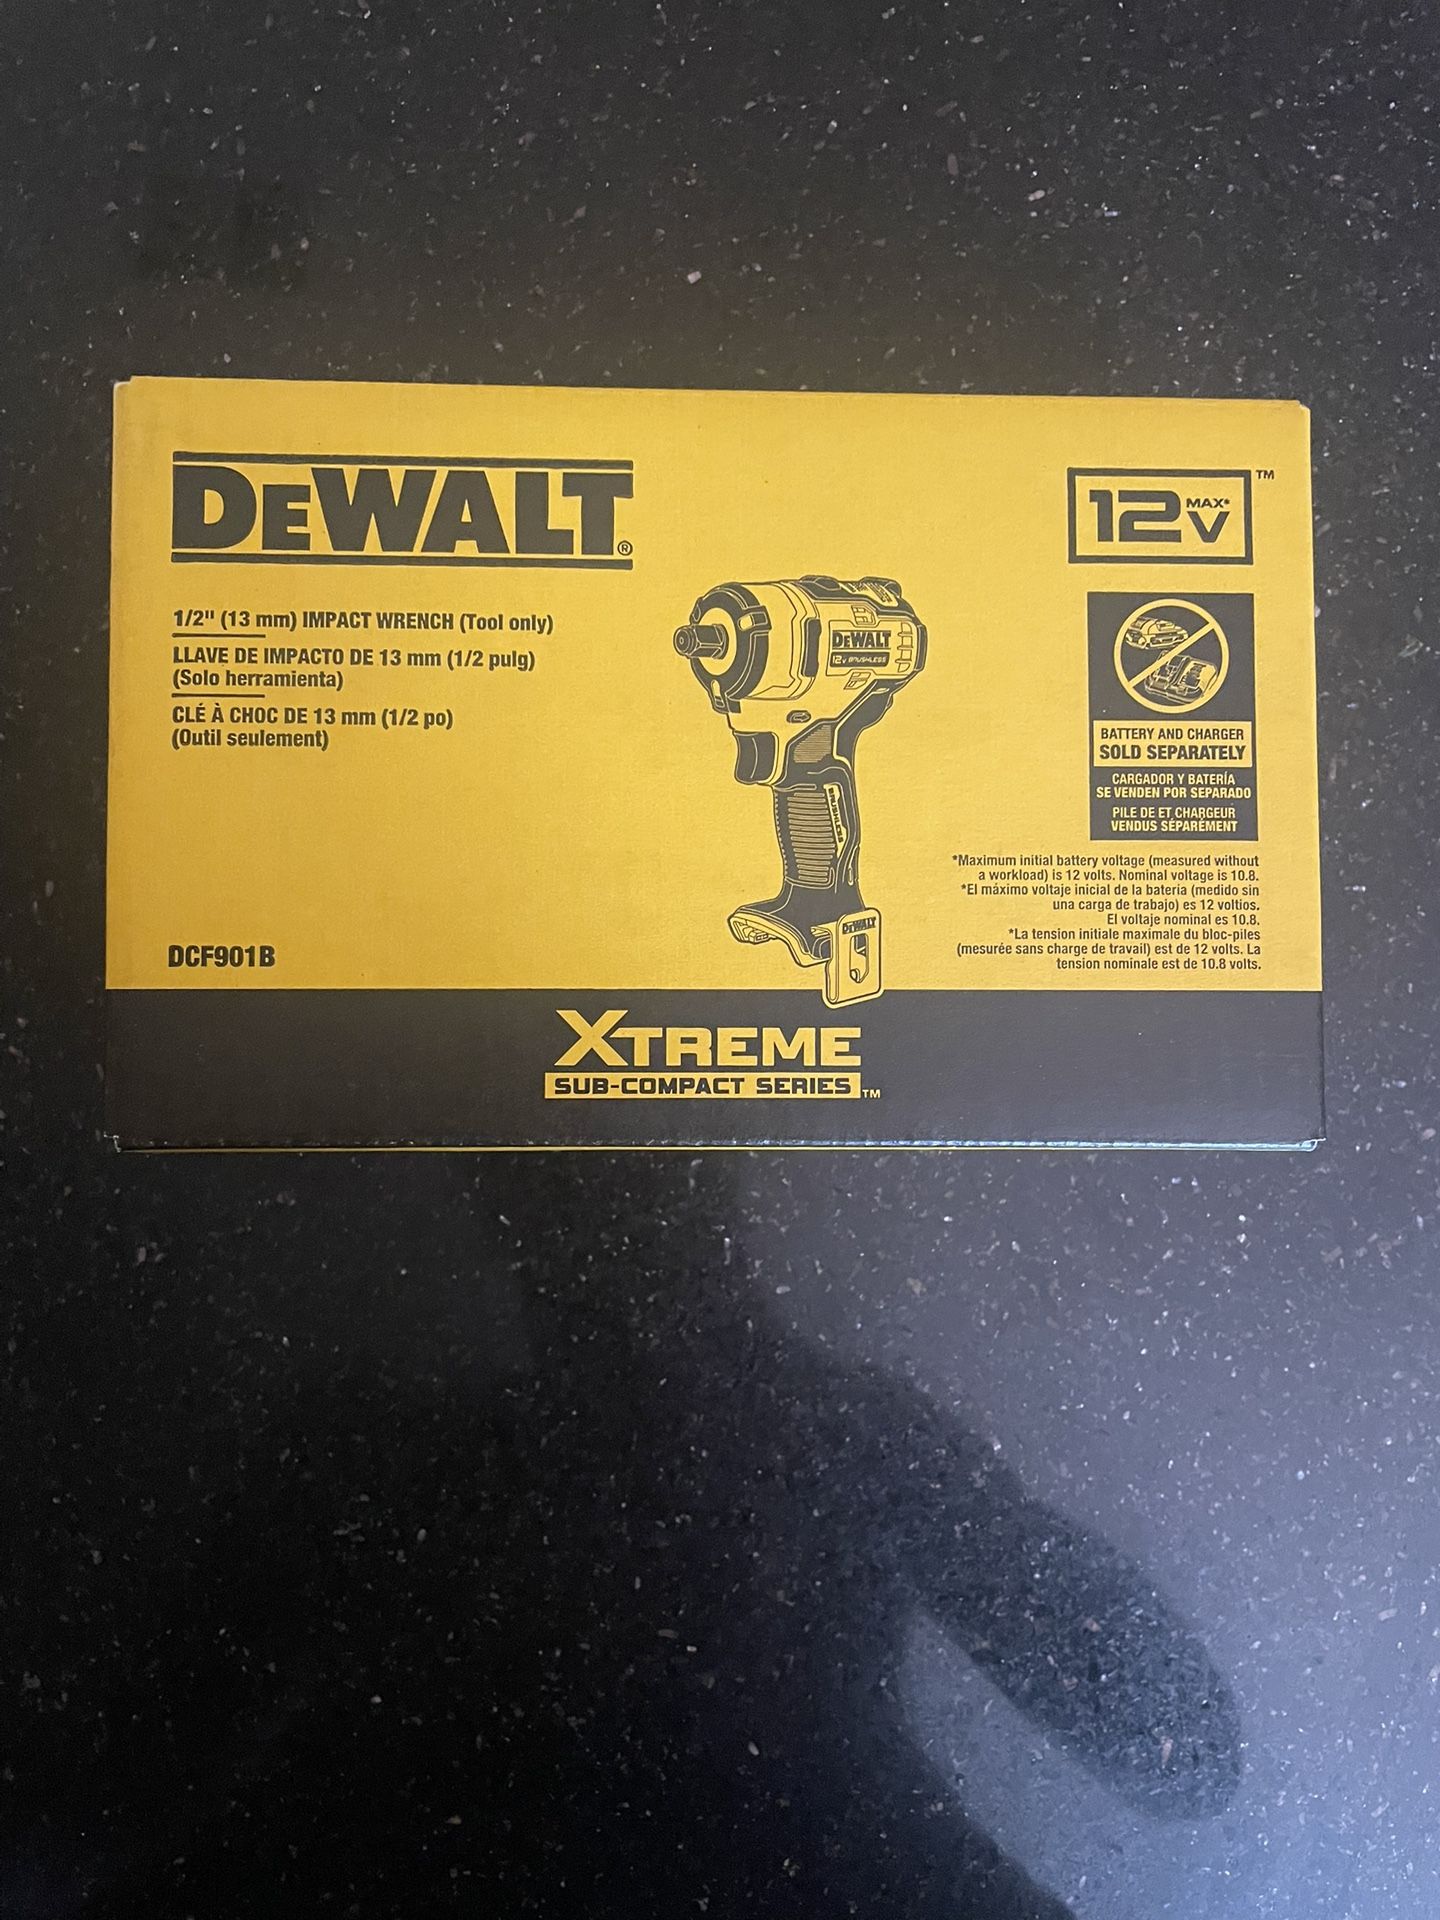 DEWALT®
12V MAX* ™
1/2" (13 mm) IMPACT WRENCH (Tool only)
LLAVE DE IMPACTO DE 13 mm (1/2 pulg)
(Solo herramienta)
CLÉ À CHOC DE 13 mm (1/2 po)
(Outil seulement)
DEWALT
12V BRUSHLESS
BRUSHLESS
DEWALT
BATTERY AND CHARGER
SOLD SEPARATELY
CARGADOR Y BATERÍA
SE VENDEN POR SEPARADO
PILE DE ET CHARGEUR
VENDUS SÉPARÉMENT
*Maximum initial battery voltage (measured without
a workload) is 12 volts. Nominal voltage is 10.8.
*El máximo voltaje inicial de la bateria (medido sin
una carga de trabajo) es 12 voltios.
El voltaje nominal es 10.8.
*La tension initiale maximale du bloc-piles
(mesurée sans charge de travail) est de 12 volts. La
tension nominale est de 10.8 volts.
DCF901B
XTREME
SUB-COMPACT SERIES™